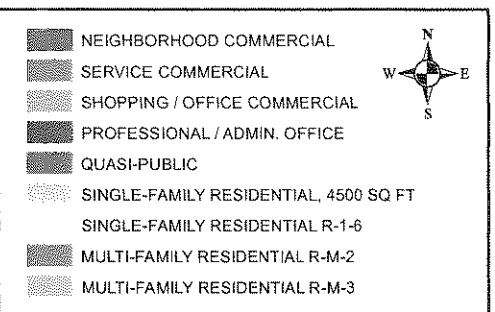 NEIGHBORHOOD COMMERCIAL
SERVICE COMMERCIAL
SHOPPING / OFFICE COMMERCIAL
PROFESSIONAL / ADMIN. OFFICE
QUASI-PUBLIC
SINGLE-FAMILY RESIDENTIAL, 4500 SQ FT
SINGLE-FAMILY RESIDENTIAL R-1-6
MULTI-FAMILY RESIDENTIAL R-M-2
MULTI-FAMILY RESIDENTIAL R-M-3
N
W E
S